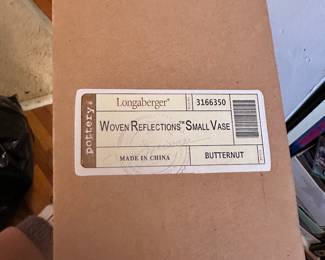 pottery
Longaberger® 3166350
WOVEN REFLECTIONS™ SMALL VASE
MADE IN CHINA BUTTERNUT